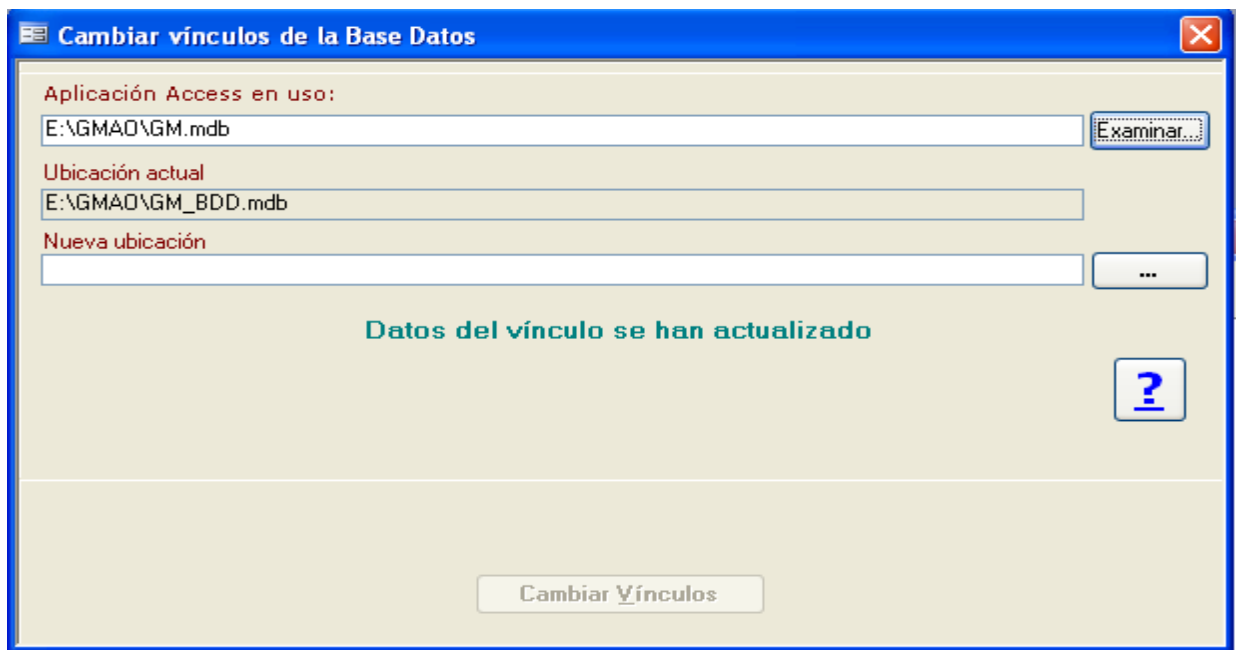 Cambiar vínculos de la Base Datos
Aplicación Access en uso:
E:\GMAO\GM.mdb
Examinar...
Ubicación actual
E:\GMAO\GM_BDD.mdb
Nueva ubicación
...
Datos del vínculo se han actualizado
?
Cambiar Vínculos